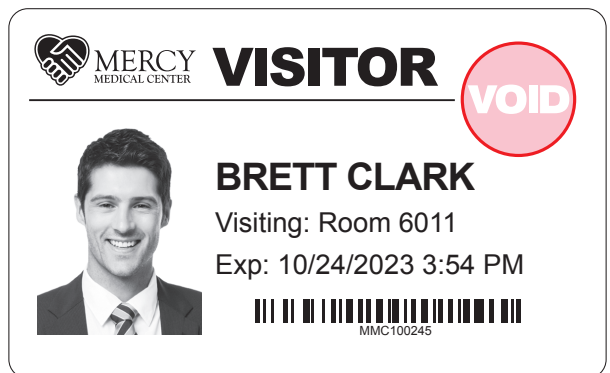 MERCY
MEDICAL CENTER
VISITOR
VOID
BRETT CLARK
Visiting: Room 6011
Exp: 10/24/2023 3:54 PM
MMC100245